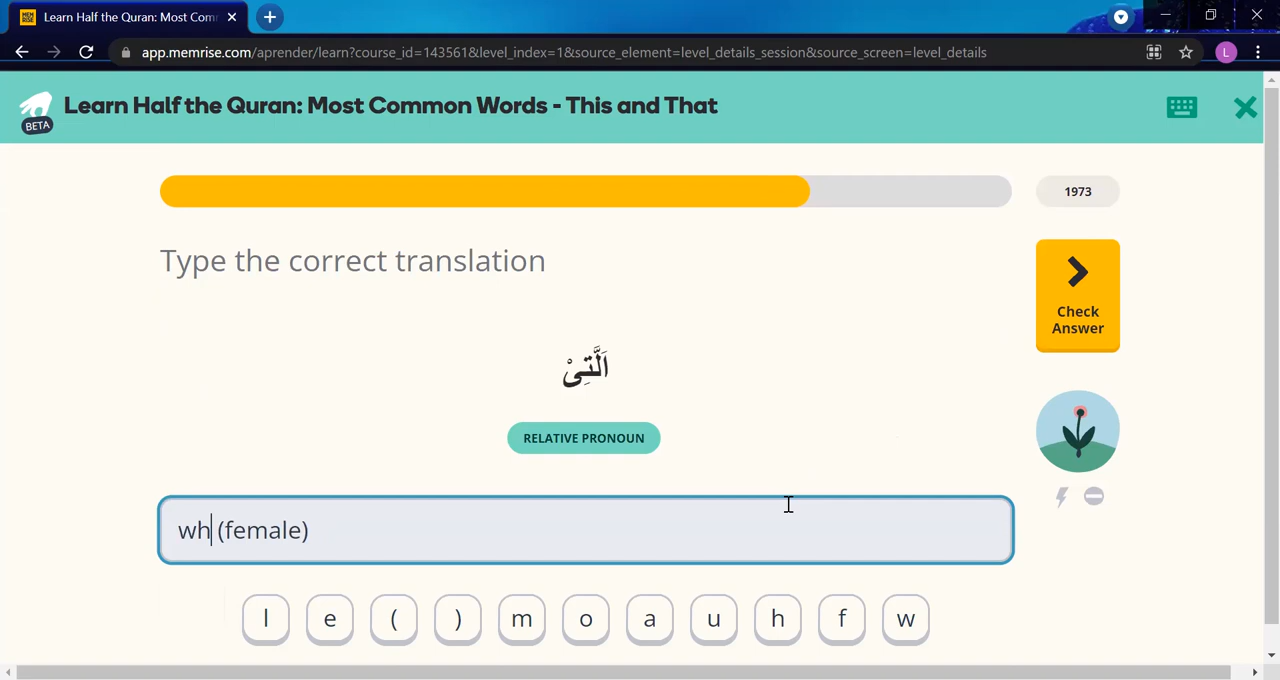 Learn Half the Quran: Most Com
app.memrise.com/aprender/learn?course_id=143561&level_index=1&source_element=level_details_session&source_screen=level_details
L
BETA
Learn Half the Quran: Most Common Words - This and That
1973
Type the correct translation
Check
Answer
اَلَّتِىْ
RELATIVE PRONOUN
wh (female)
l e ( ) m o a u h f w